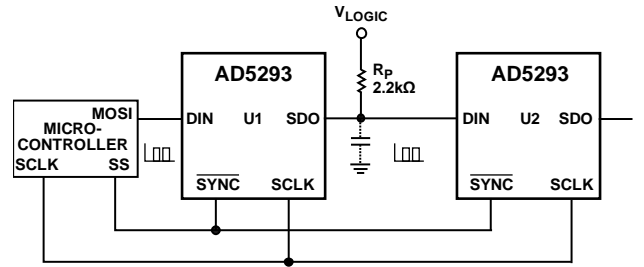 VLOGIC
RP
2.2kΩ
AD5293
AD5293
MOSI
MICRO-
CONTROLLER
SCLK SS
DIN U1 SDO
SYNC SCLK
DIN U2 SDO
SYNC SCLK